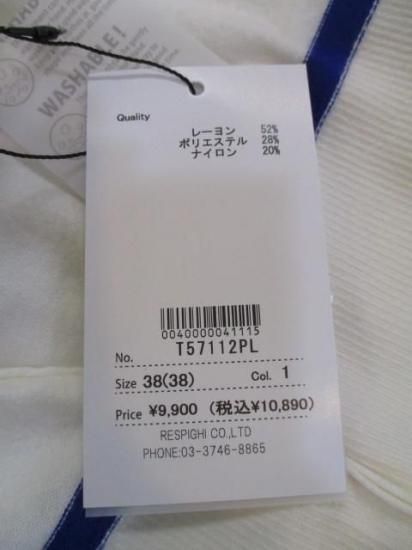 WASHABLE!
Quality
レーヨン 52%
ポリエステル 28%
ナイロン 20%
0040000041115
No. T57112PL
Size 38(38) Col. 1
Price ¥9,900 (税込¥10,890)
RESPIGHI CO.,LTD
PHONE:03-3746-8865